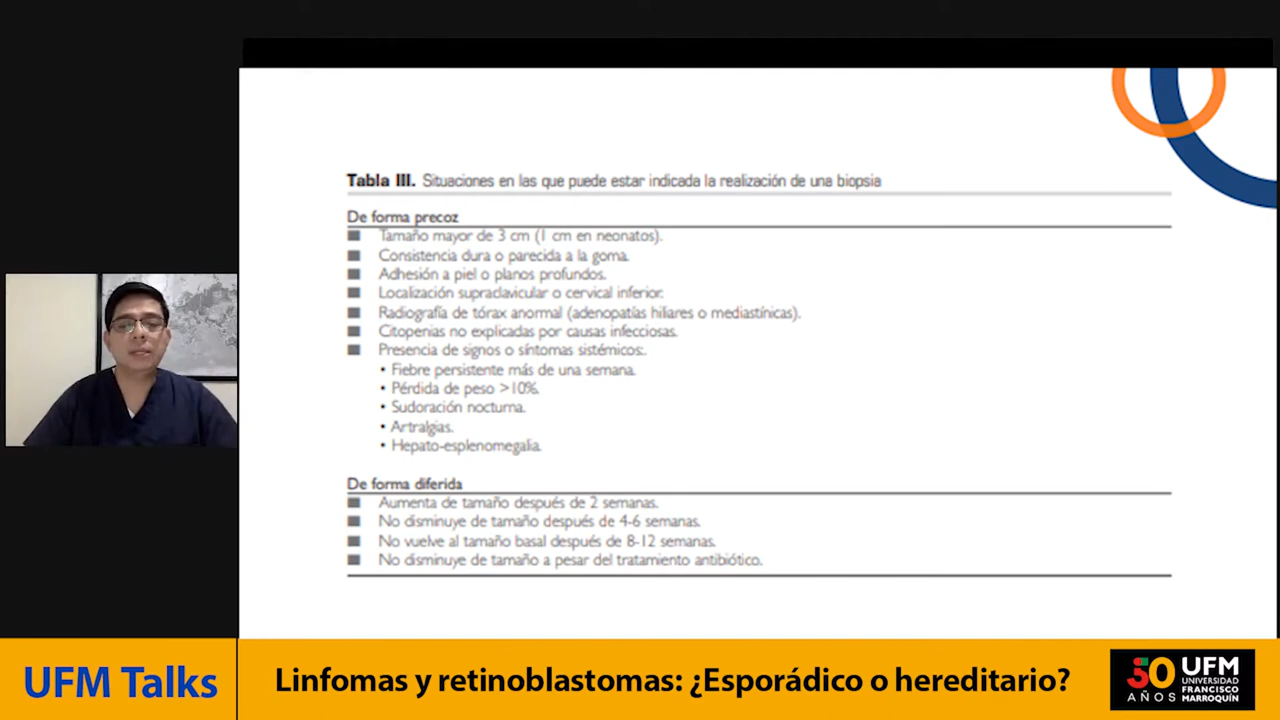 Tabla III. Situaciones en las que puede estar indicada la realización de una biopsia
De forma precoz
Tamaño mayor de 3 cm (1 cm en neonatos).
Consistencia dura o parecida a la goma.
Adhesión a piel o planos profundos.
Localización supraclavicular o cervical inferior.
Radiografía de tórax anormal (adenopatías hiliares o mediastínicas).
Citopenias no explicadas por causas infecciosas.
Presencia de signos o síntomas sistémicos:.
• Fiebre persistente más de una semana.
• Pérdida de peso >10%.
• Sudoración nocturna.
• Artralgias.
• Hepato-esplenomegalia.
De forma diferida
Aumenta de tamaño después de 2 semanas.
No disminuye de tamaño después de 4-6 semanas.
No vuelve al tamaño basal después de 8-12 semanas.
No disminuye de tamaño a pesar del tratamiento antibiótico.
UFM Talks
Linfomas y retinoblastomas: ¿Esporádico o hereditario?
50
AÑOS
UFM
UNIVERSIDAD
FRANCISCO
MARROQUÍN